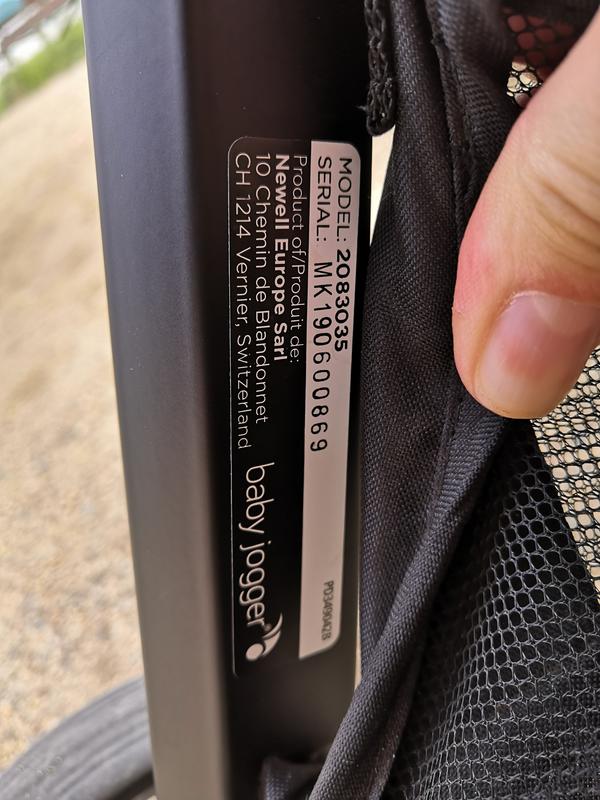 MODEL: 2083035
SERIAL: MK190600869
PD3490428
Product of/Produit de:
Newell Europe Sarl
10 Chemin de Blandonnet
CH 1214 Vernier, Switzerland
baby jogger®